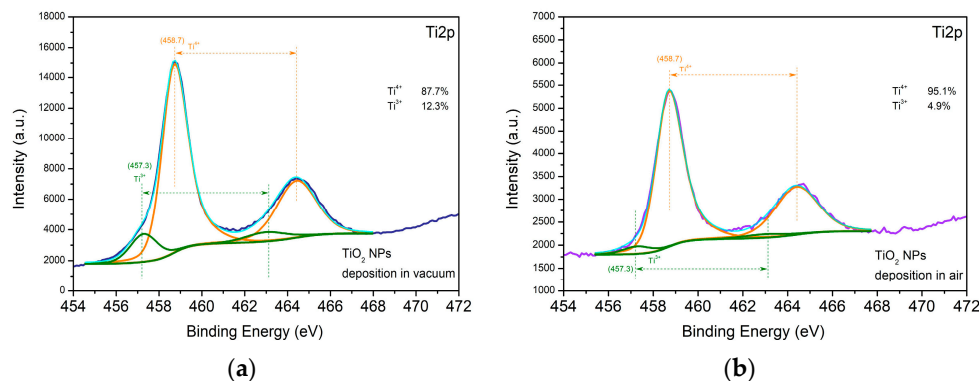 18000
16000
14000
12000
10000
8000
6000
4000
2000
0
Intensity (a.u.)
(458.7)
Ti⁴⁺
Ti2p
Ti⁴⁺ 87.7%
Ti³⁺ 12.3%
(457.3)
Ti³⁺
TiO₂ NPs
deposition in vacuum
454 456 458 460 462 464 466 468 470 472
Binding Energy (eV)
(a)
7000
6500
6000
5500
5000
4500
4000
3500
3000
2500
2000
1500
1000
Intensity (a.u.)
(458.7)
Ti⁴⁺
Ti2p
Ti⁴⁺ 95.1%
Ti³⁺ 4.9%
Ti³⁺
(457.3)
TiO₂ NPs
deposition in air
454 456 458 460 462 464 466 468 470 472
Binding Energy (eV)
(b)